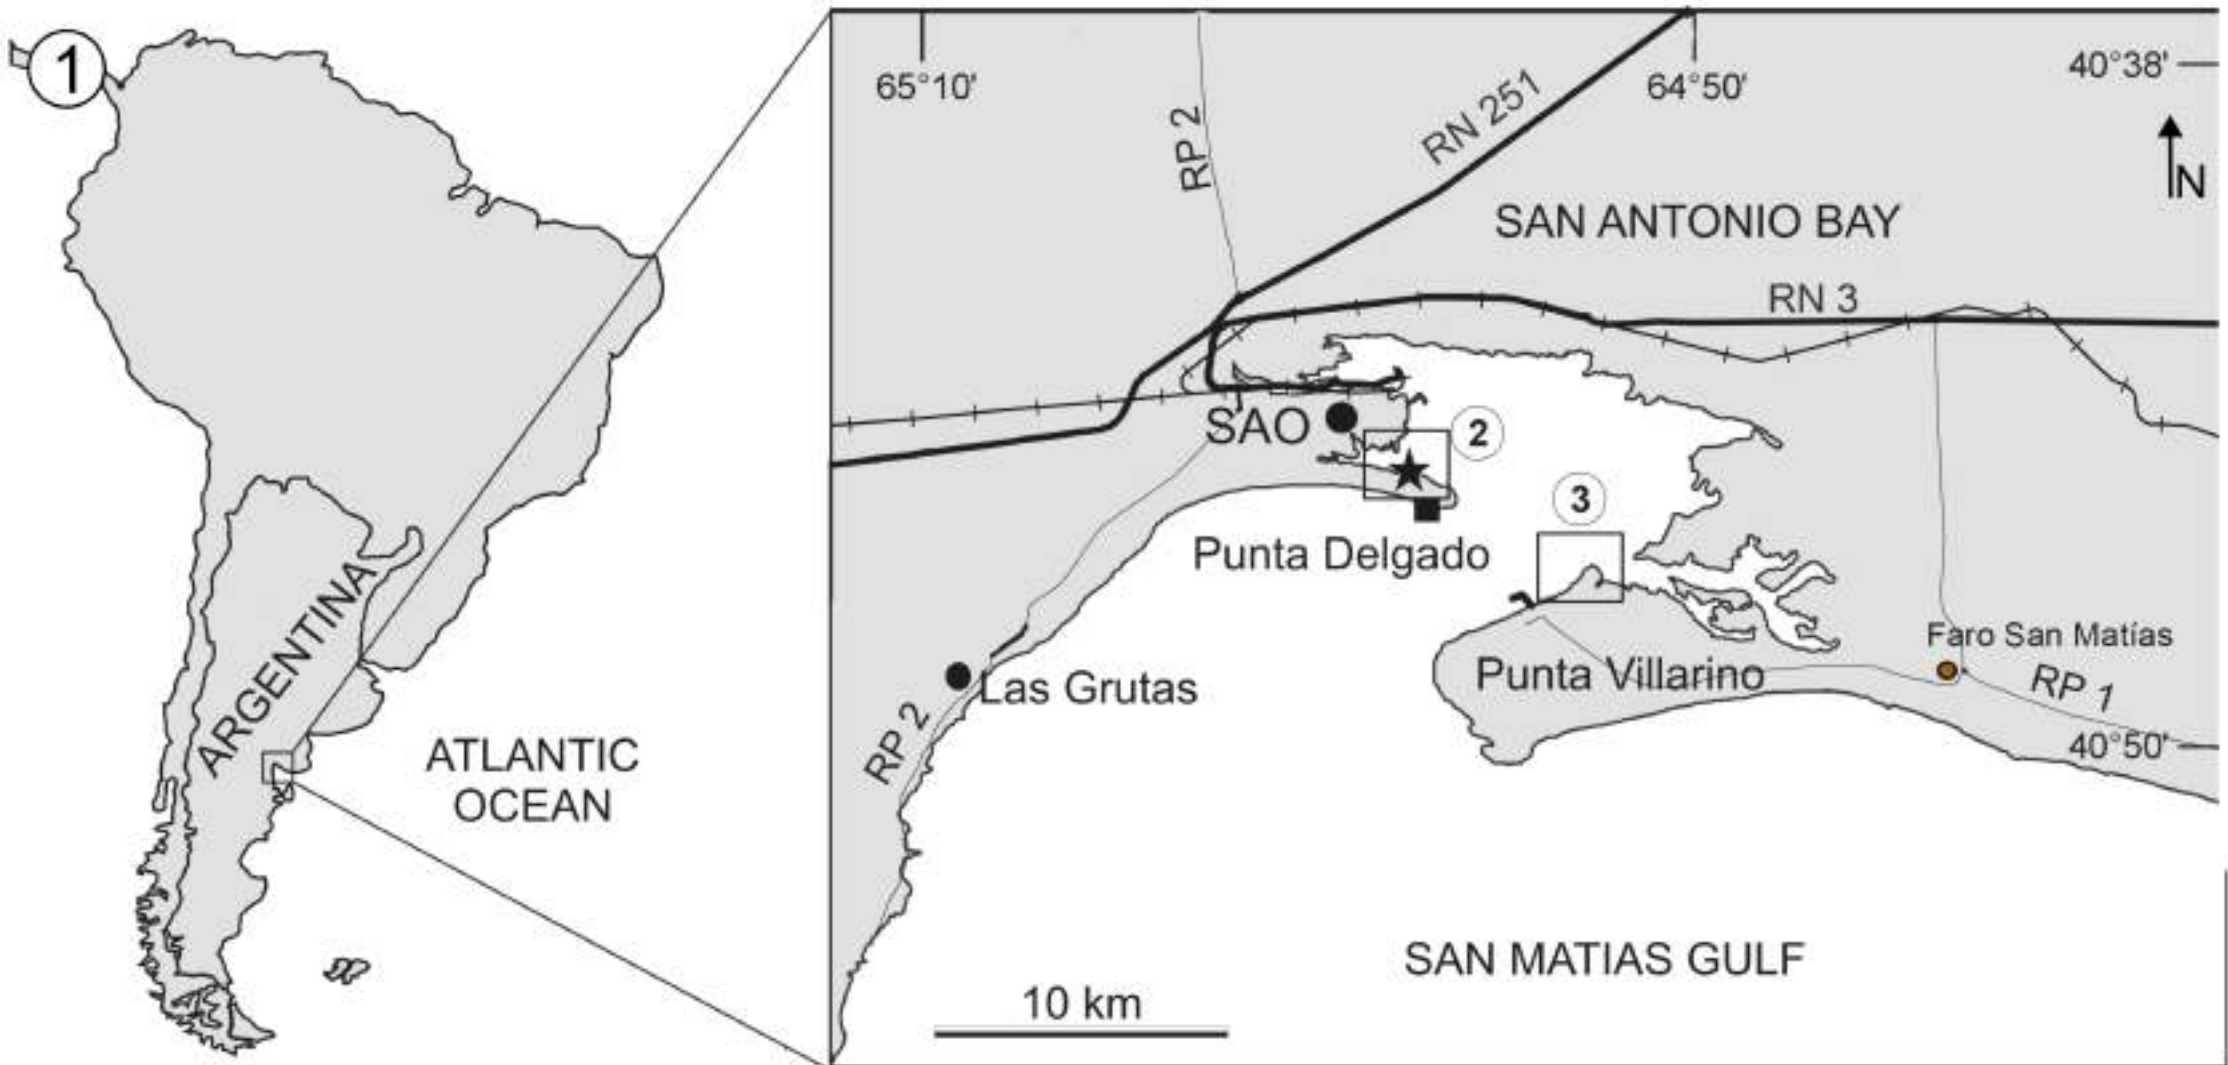 1
65°10'
64°50'
40°38'
RP 2
RN 251
N
SAN ANTONIO BAY
RN 3
SAO
2
3
Punta Delgado
Faro San Matías
Punta Villarino
RP 1
Las Grutas
RP 2
40°50'
ARGENTINA
ATLANTIC
OCEAN
SAN MATIAS GULF
10 km